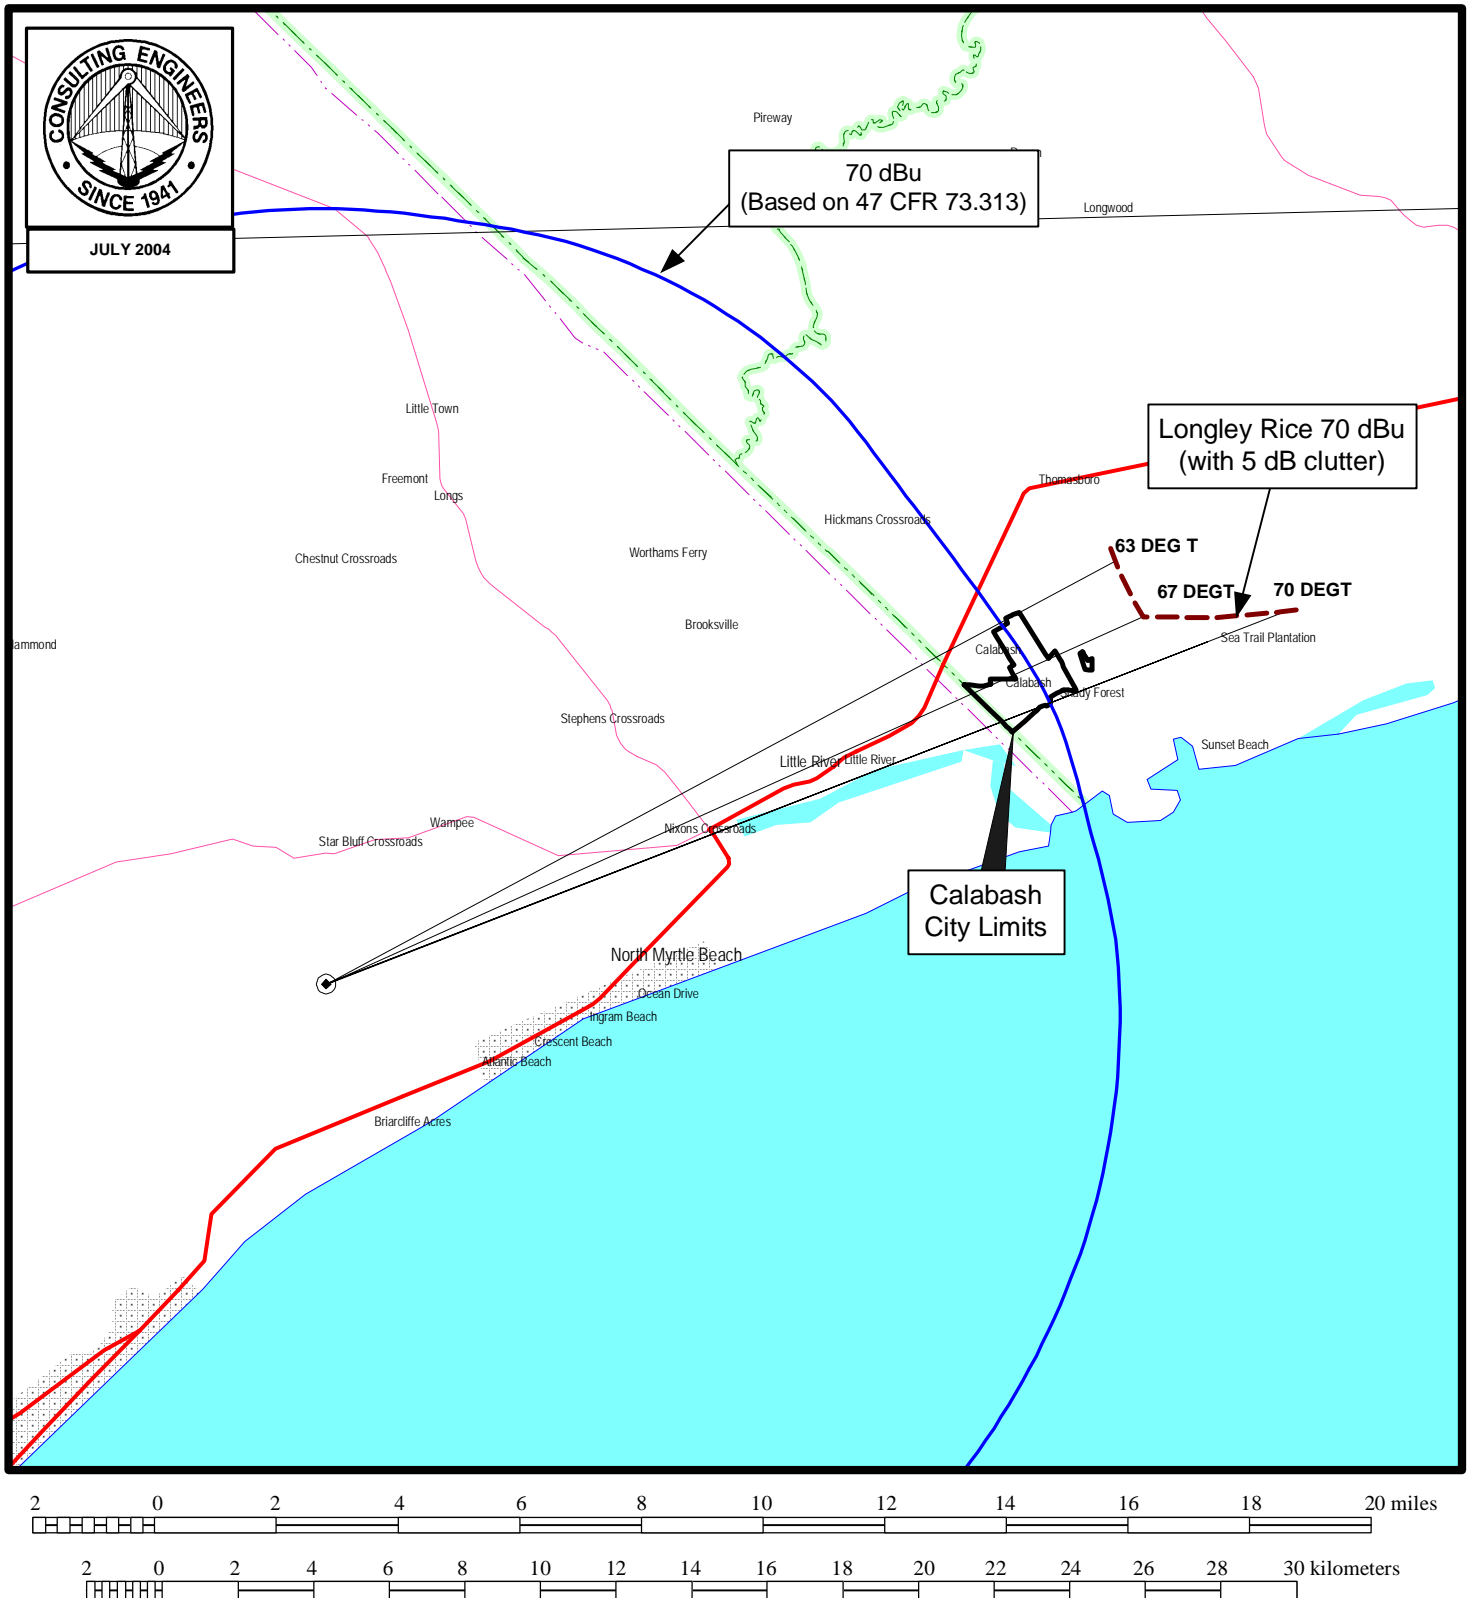 CONSULTING ENGINEERS
SINCE 1941
JULY 2004
Pireway
70 dBu
(Based on 47 CFR 73.313)
Longwood
Little Town
Longley Rice 70 dBu
(with 5 dB clutter)
Freemont
Longs
Thomasboro
Hickmans Crossroads
Chestnut Crossroads
Worthams Ferry
63 DEG T
67 DEGT
70 DEGT
Brooksville
Sea Trail Plantation
ammond
Calabash
Calabash
Shady Forest
Stephens Crossroads
Sunset Beach
Little River
Little River
Wampee
Nixons Crossroads
Star Bluff Crossroads
Calabash
City Limits
North Myrtle Beach
Ocean Drive
Ingram Beach
Crescent Beach
Atlantic Beach
Briarcliffe Acres
2 0 2 4 6 8 10 12 14 16 18 20 miles
2 0 2 4 6 8 10 12 14 16 18 20 22 24 26 28 30 kilometers